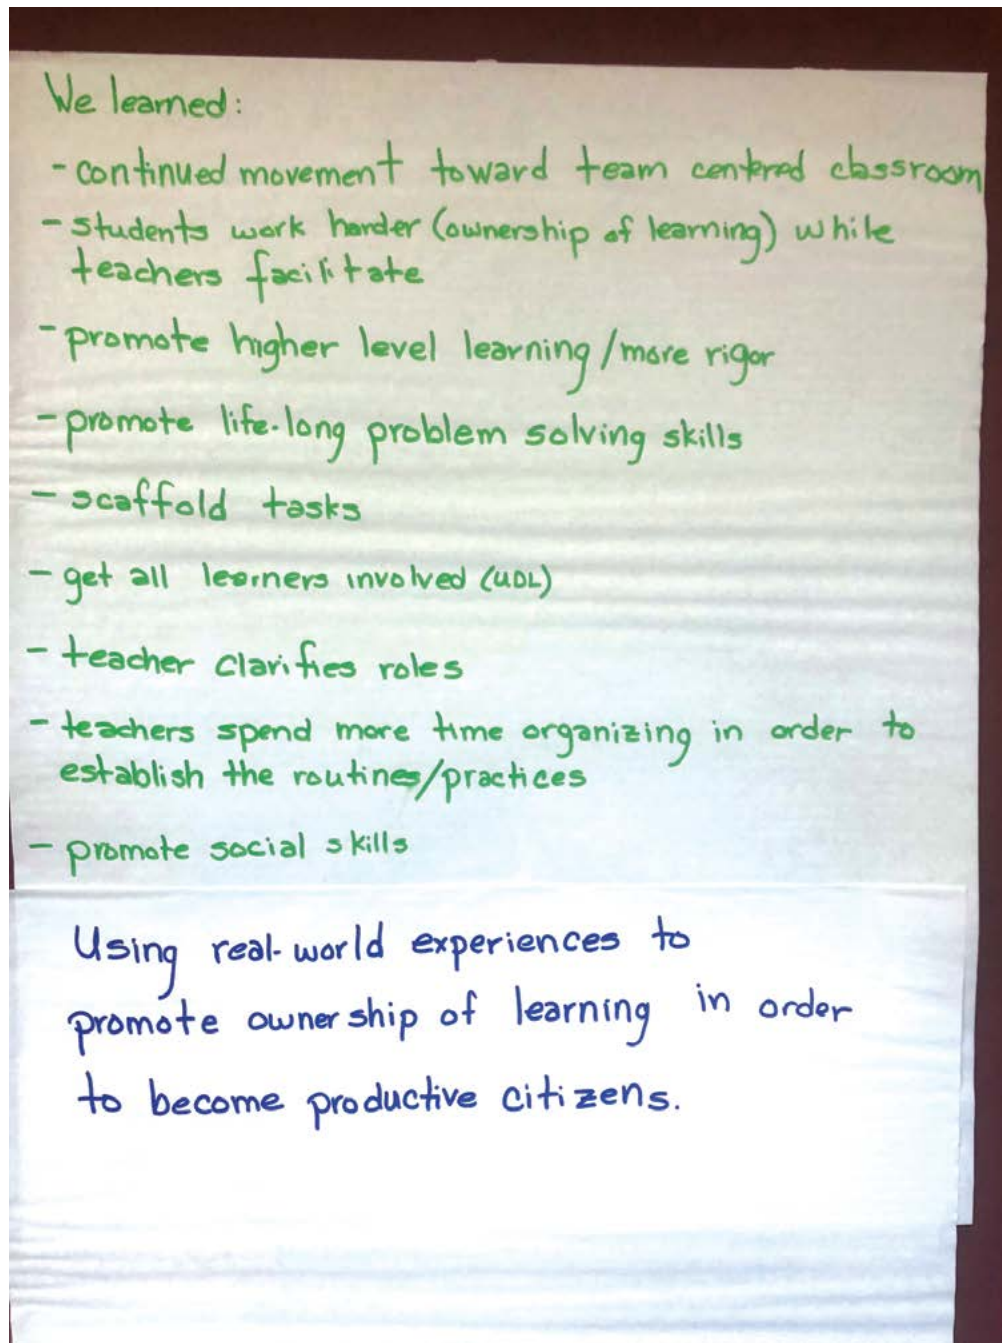 We learned:
- continued movement toward team centered classroom
- students work harder (ownership of learning) while
teachers facilitate
- promote higher level learning/more rigor
- promote life-long problem solving skills
- scaffold tasks
- get all learners involved (UDL)
- teacher clarifies roles
- teachers spend more time organizing in order to
establish the routines/practices
- promote social skills
Using real-world experiences to
promote ownership of learning in order
to become productive citizens.